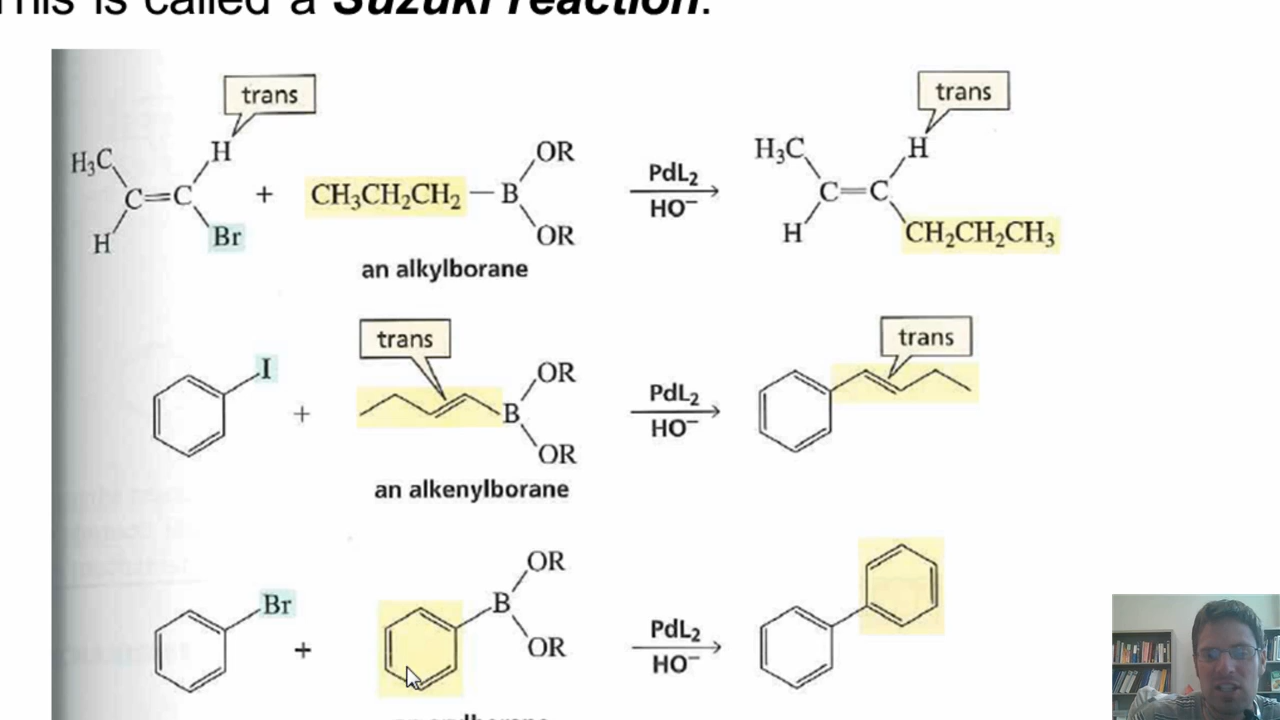 This is called a Suzuki reaction.
trans
trans
H₃C
H
H₃C
H
C=C
+
CH₃CH₂CH₂—B
OR
OR
PdL₂
HO⁻
C=C
H
Br
H
CH₂CH₂CH₃
an alkylborane
trans
trans
I
+
B
OR
OR
PdL₂
HO⁻
an alkenylborane
Br
+
B
OR
OR
PdL₂
HO⁻